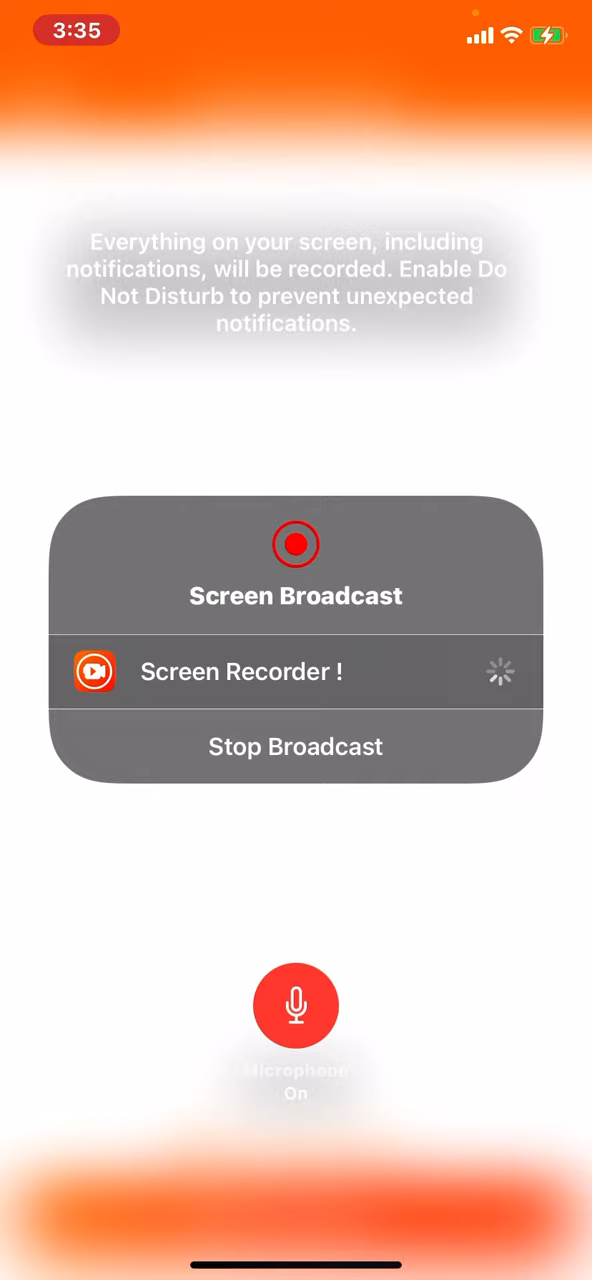 3:35
Everything on your screen, including
notifications, will be recorded. Enable Do
Not Disturb to prevent unexpected
notifications.
Screen Broadcast
Screen Recorder !
Stop Broadcast
Microphone
On